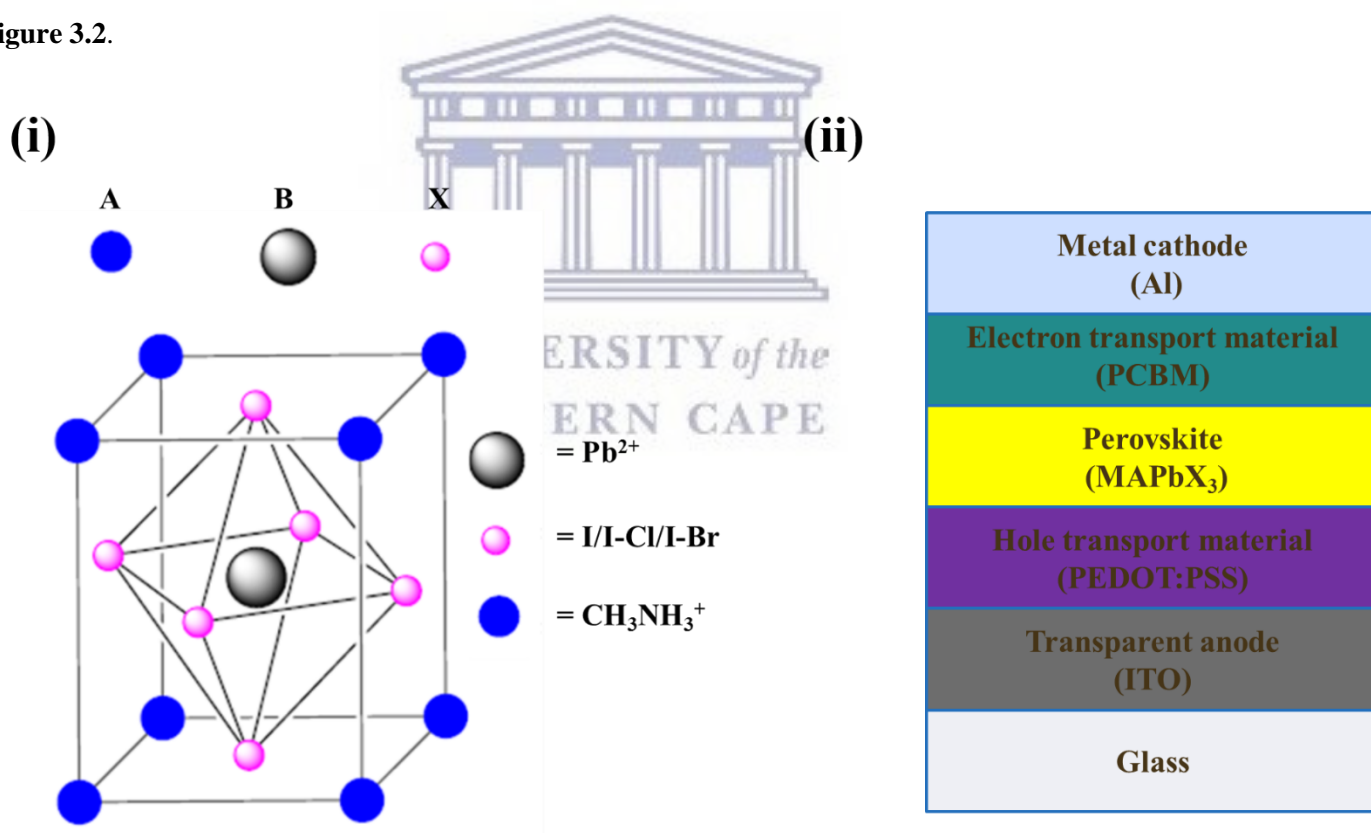 igure 3.2.
(i)
(ii)
A B X
ERSITY of the
ERN CAPE
= Pb²⁺
= I/I-Cl/I-Br
= CH₃NH₃⁺
Metal cathode
(Al)
Electron transport material
(PCBM)
Perovskite
(MAPbX₃)
Hole transport material
(PEDOT:PSS)
Transparent anode
(ITO)
Glass